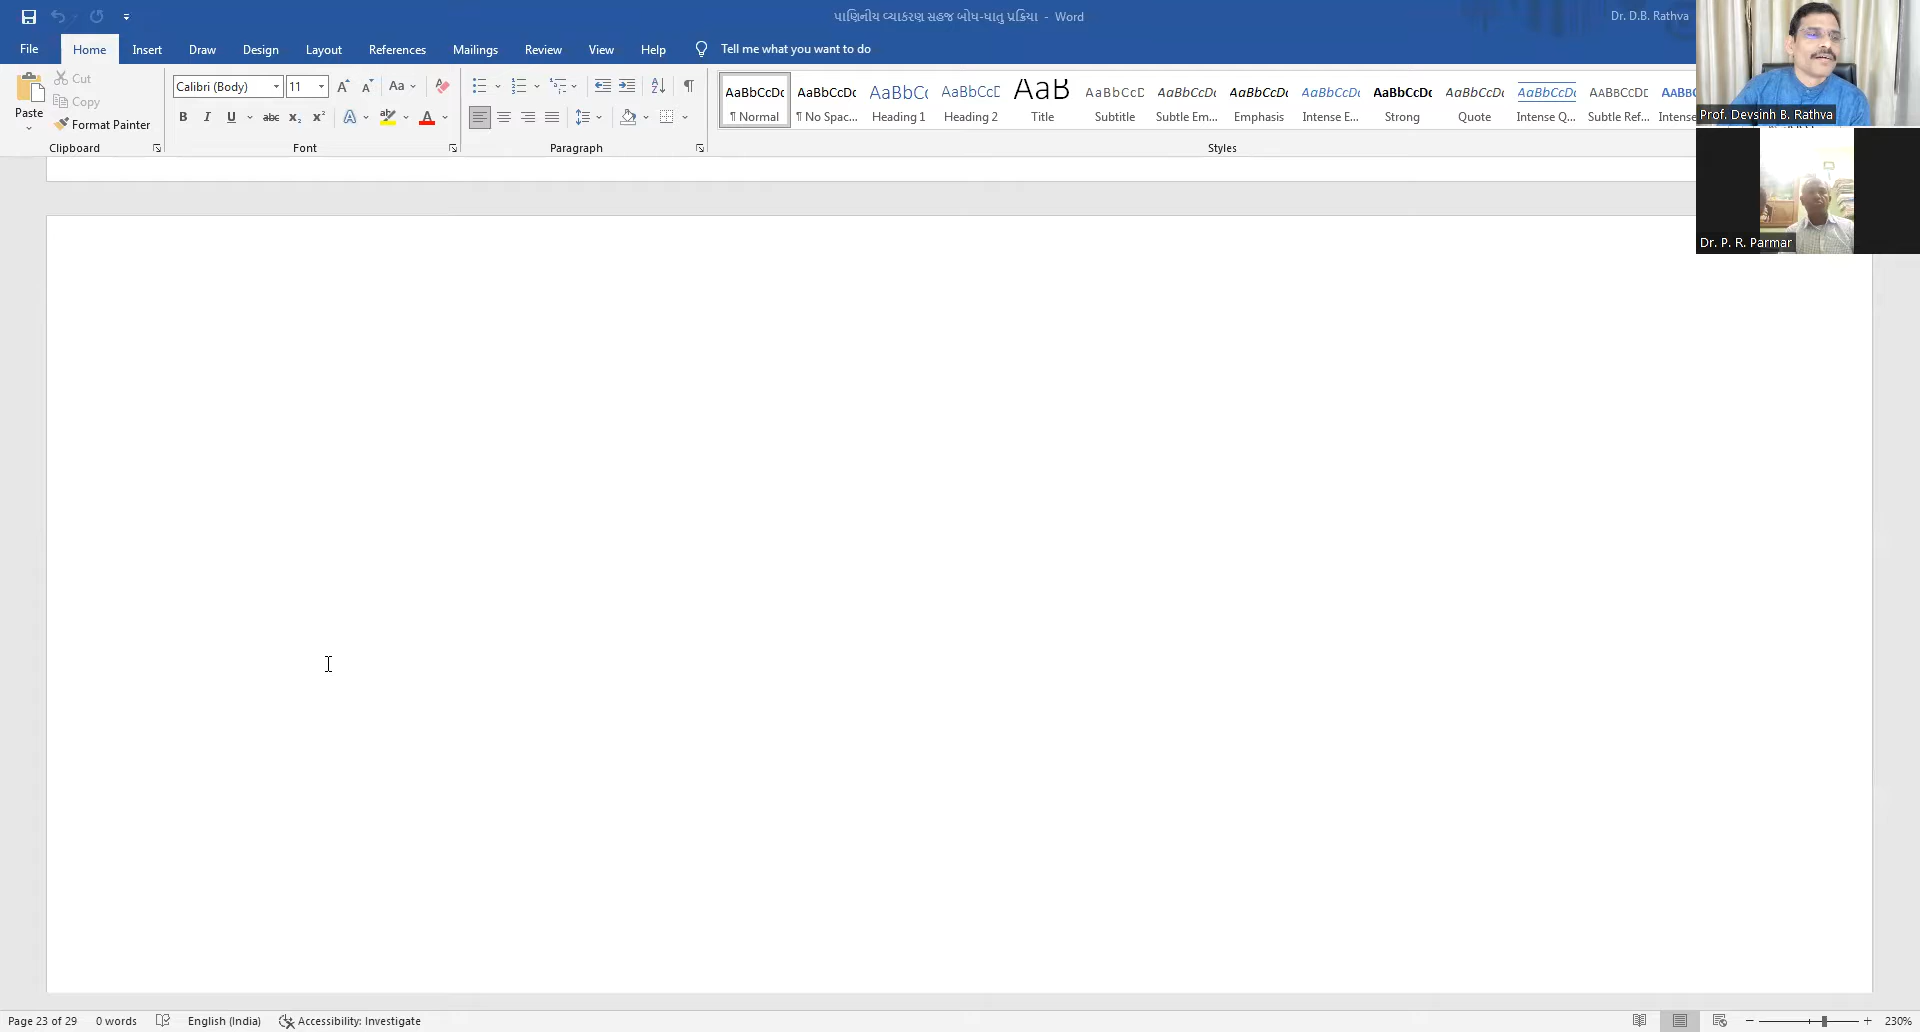 પાણિનીય વ્યાકરણ સહજ બોધ-ધાતુ પ્રક્રિયા - Word
Dr. D.B. Rathva
File Home Insert Draw Design Layout References Mailings Review View Help Tell me what you want to do
Paste
Cut
Copy
Format Painter
Clipboard
Calibri (Body) 11
Font
Paragraph
AaBbCcDc AaBbCcDc AaBbCc AaBbCcD AaB AaBbCcD AaBbCcDc AaBbCcDc AaBbCcDc AaBbCcDc AaBbCcDc AaBbCcDc AABBCCDD AABBC
¶ Normal ¶ No Spac... Heading 1 Heading 2 Title Subtitle Subtle Em... Emphasis Intense E... Strong Quote Intense Q... Subtle Ref... Intense
Styles
Prof. Devsinh B. Rathva
Dr. P. R. Parmar
Page 23 of 29 0 words English (India) Accessibility: Investigate 230%